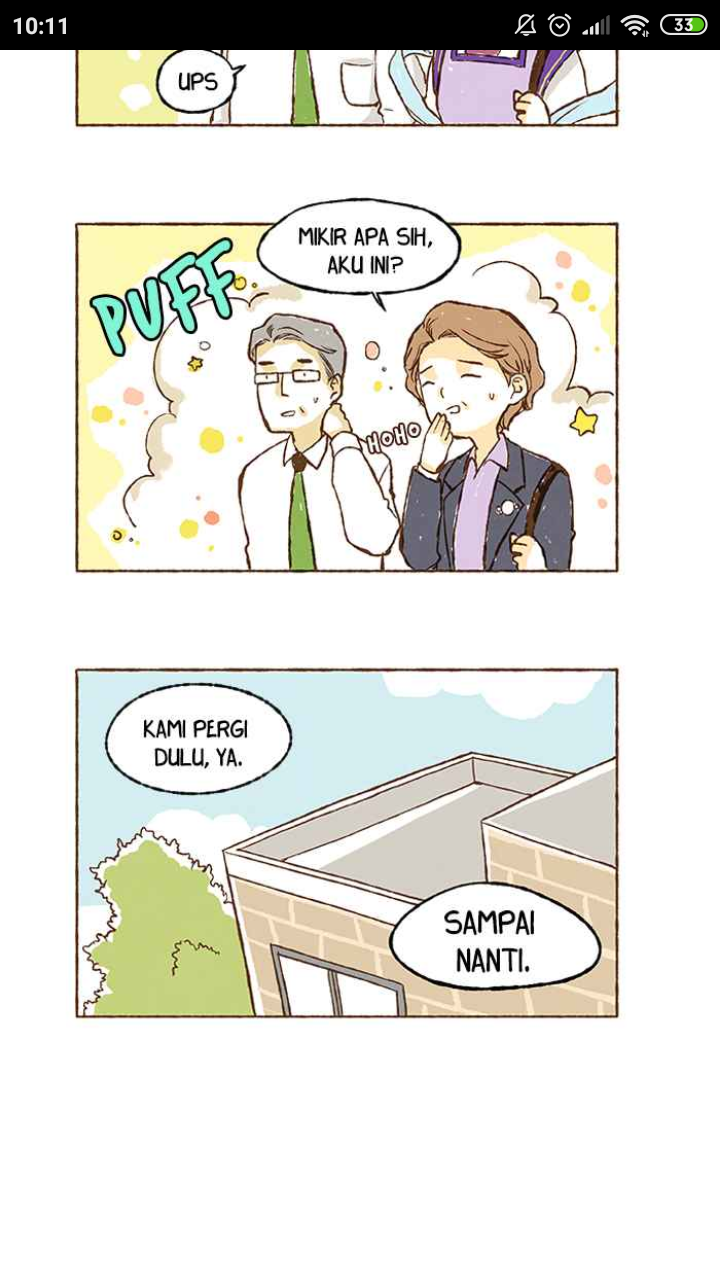 10:11
33
UPS
MIKIR APA SIH,
AKU INI?
PUFF
HOHO
KAMI PERGI
DULU, YA.
SAMPAI
NANTI.